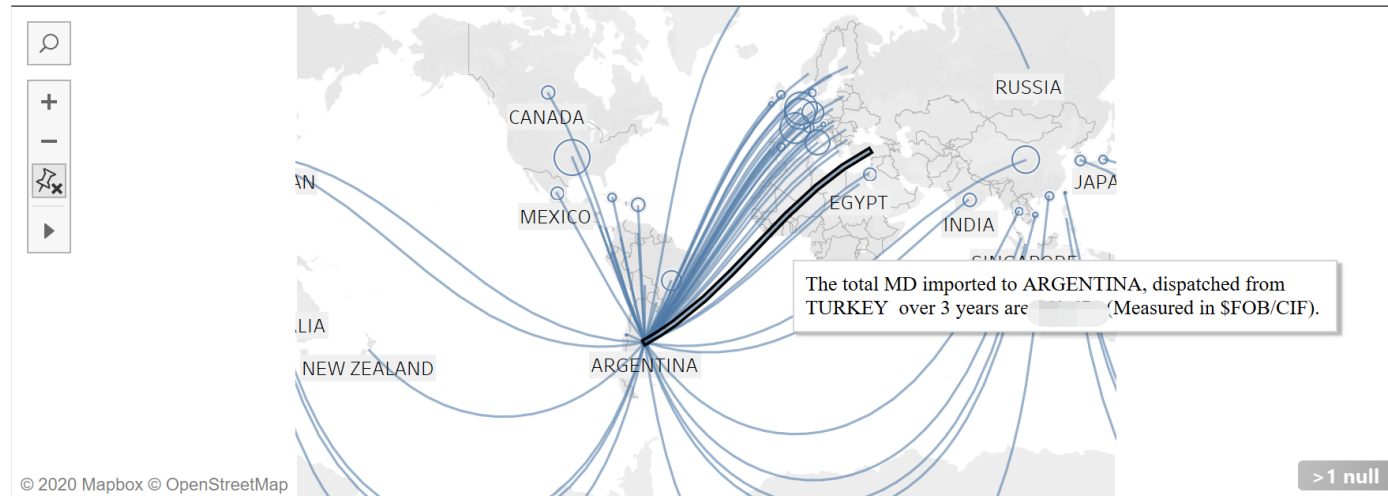 RUSSIA
CANADA
AN
JAPA
MEXICO
EGYPT
INDIA
SINGAPORE
The total MD imported to ARGENTINA, dispatched from
TURKEY over 3 years are (Measured in $FOB/CIF).
LIA
NEW ZEALAND
ARGENTINA
© 2020 Mapbox © OpenStreetMap
>1 null